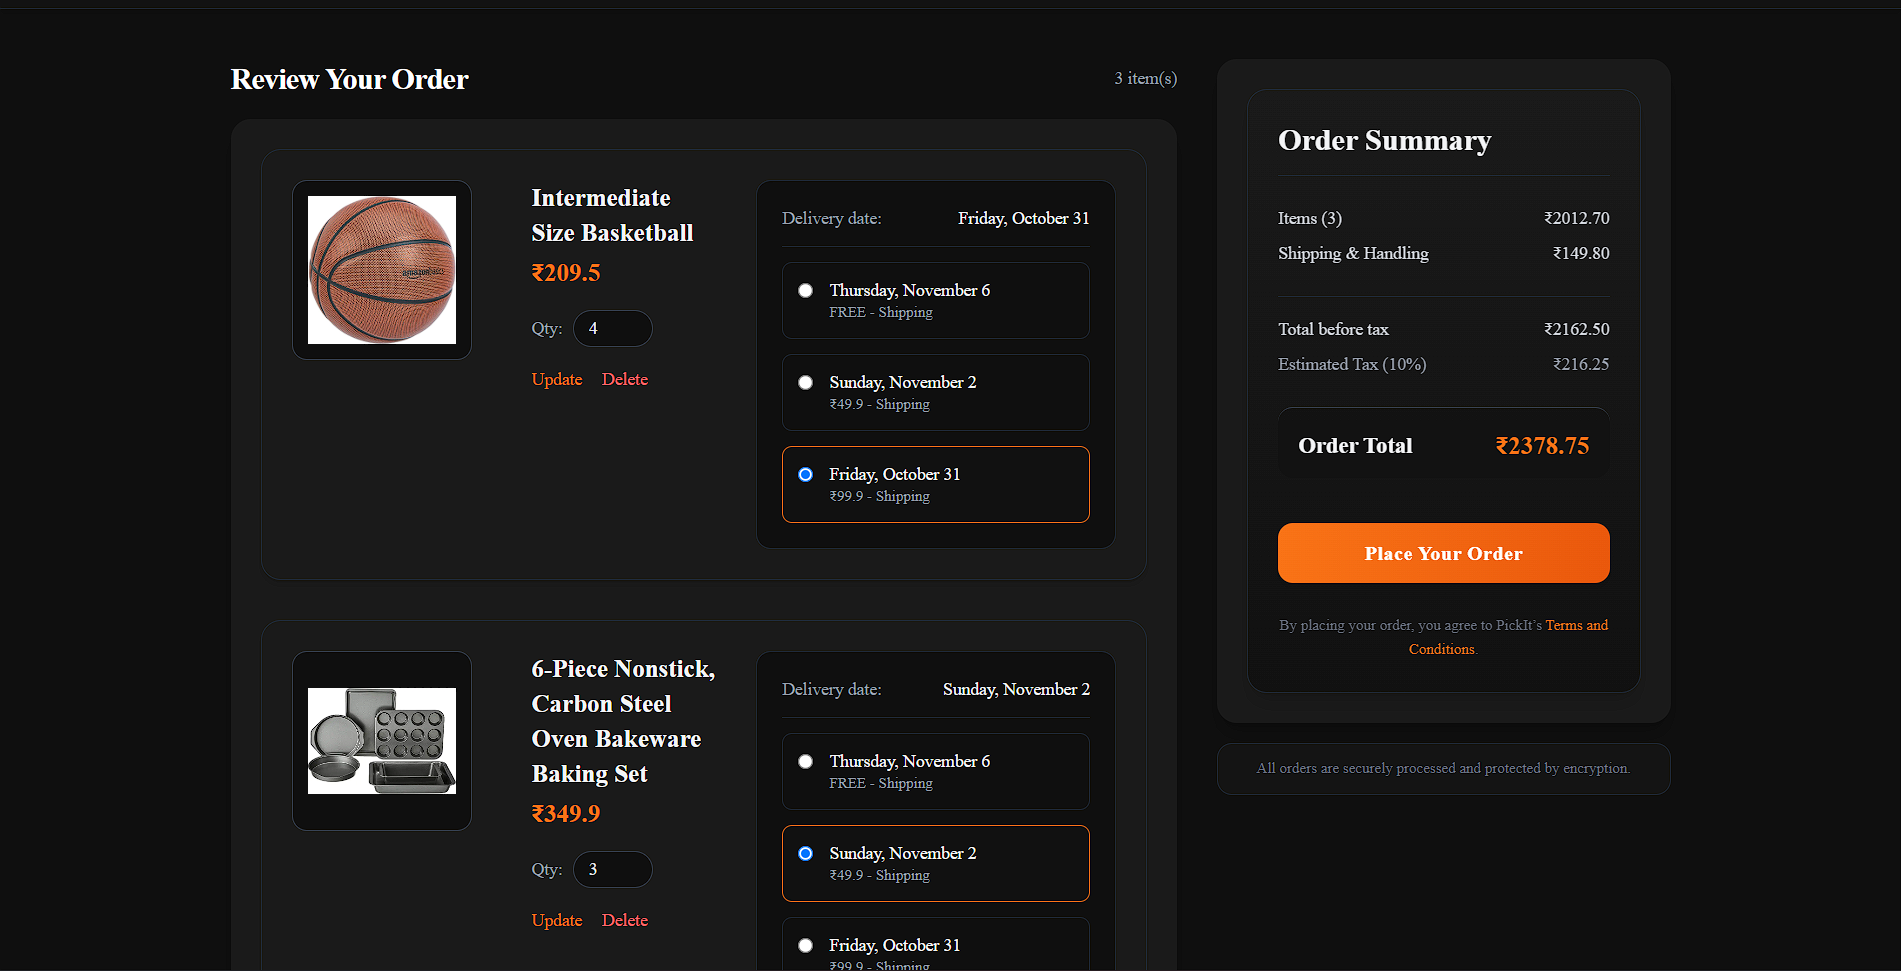 Review Your Order
3 item(s)
Intermediate
Size Basketball
₹209.5
Qty: 4
Update Delete
Delivery date: Friday, October 31
Thursday, November 6
FREE - Shipping
Sunday, November 2
₹49.9 - Shipping
Friday, October 31
₹99.9 - Shipping
6-Piece Nonstick,
Carbon Steel
Oven Bakeware
Baking Set
₹349.9
Qty: 3
Update Delete
Delivery date: Sunday, November 2
Thursday, November 6
FREE - Shipping
Sunday, November 2
₹49.9 - Shipping
Friday, October 31
₹99.9 - Shipping
Order Summary
Items (3) ₹2012.70
Shipping & Handling ₹149.80
Total before tax ₹2162.50
Estimated Tax (10%) ₹216.25
Order Total ₹2378.75
Place Your Order
By placing your order, you agree to PickIt’s Terms and
Conditions.
All orders are securely processed and protected by encryption.